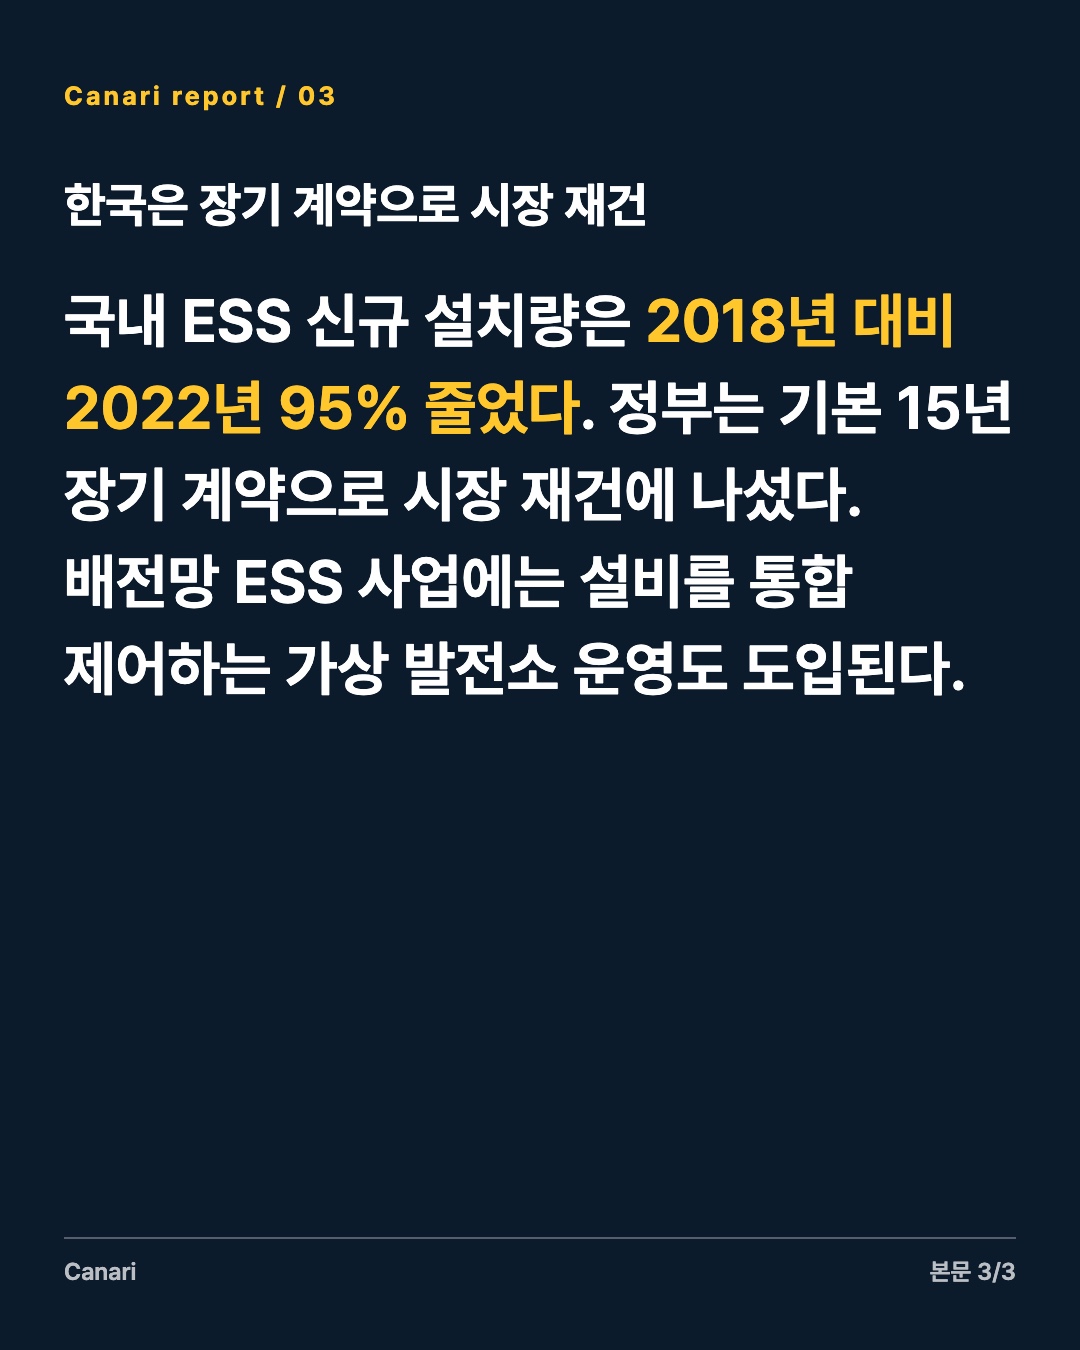 Canari report / 03
한국은 장기 계약으로 시장 재건
국내 ESS 신규 설치량은 2018년 대비
2022년 95% 줄었다. 정부는 기본 15년
장기 계약으로 시장 재건에 나섰다.
배전망 ESS 사업에는 설비를 통합
제어하는 가상 발전소 운영도 도입된다.
Canari
본문 3/3